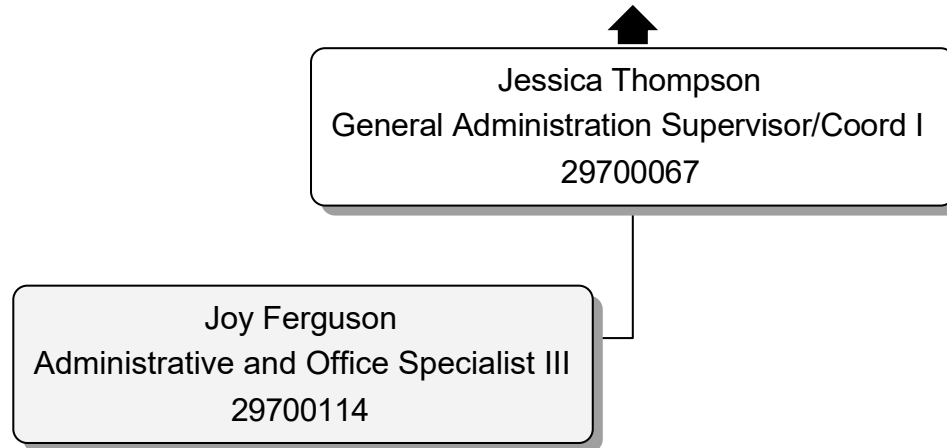 Jessica Thompson
General Administration Supervisor/Coord I
29700067
Joy Ferguson
Administrative and Office Specialist III
29700114